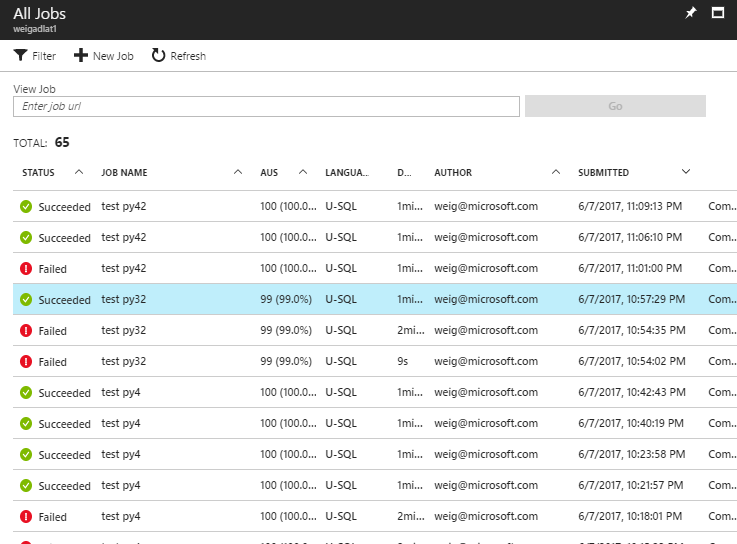 All Jobs
weigadlat1
Filter New Job Refresh
View Job
Enter job url Go
TOTAL: 65
STATUS JOB NAME AUS LANGUA... D... AUTHOR SUBMITTED
Succeeded test py42 100 (100.0... U-SQL 1mi... weig@microsoft.com 6/7/2017, 11:09:13 PM Com...
Succeeded test py42 100 (100.0... U-SQL 1mi... weig@microsoft.com 6/7/2017, 11:06:10 PM Com...
Failed test py42 100 (100.0... U-SQL 1mi... weig@microsoft.com 6/7/2017, 11:01:00 PM Com...
Succeeded test py32 99 (99.0%) U-SQL 1mi... weig@microsoft.com 6/7/2017, 10:57:29 PM Com...
Failed test py32 99 (99.0%) U-SQL 2mi... weig@microsoft.com 6/7/2017, 10:54:35 PM Com...
Failed test py32 99 (99.0%) U-SQL 9s weig@microsoft.com 6/7/2017, 10:54:02 PM Com...
Succeeded test py4 100 (100.0... U-SQL 1mi... weig@microsoft.com 6/7/2017, 10:42:43 PM Com...
Succeeded test py4 100 (100.0... U-SQL 1mi... weig@microsoft.com 6/7/2017, 10:40:19 PM Com...
Succeeded test py4 100 (100.0... U-SQL 1mi... weig@microsoft.com 6/7/2017, 10:23:58 PM Com...
Succeeded test py4 100 (100.0... U-SQL 1mi... weig@microsoft.com 6/7/2017, 10:21:57 PM Com...
Failed test py4 100 (100.0... U-SQL 2mi... weig@microsoft.com 6/7/2017, 10:18:01 PM Com...